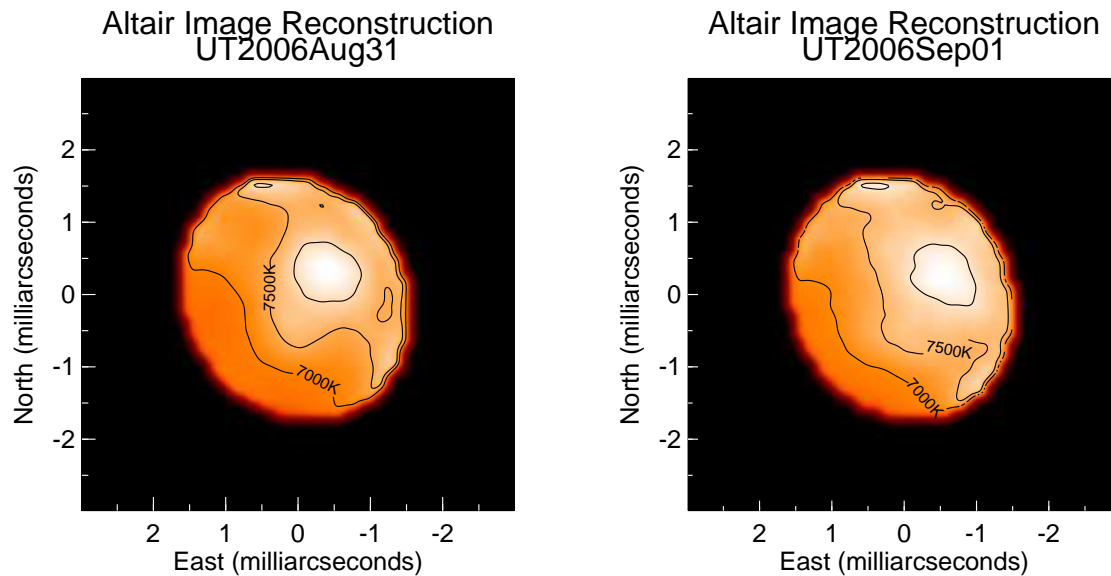 Altair Image Reconstruction
UT2006Aug31
North (milliarcseconds)
2
1
0
-1
-2
7500K
7000K
2 1 0 -1 -2
East (milliarcseconds)
Altair Image Reconstruction
UT2006Sep01
North (milliarcseconds)
2
1
0
-1
-2
7500K
7000K
2 1 0 -1 -2
East (milliarcseconds)